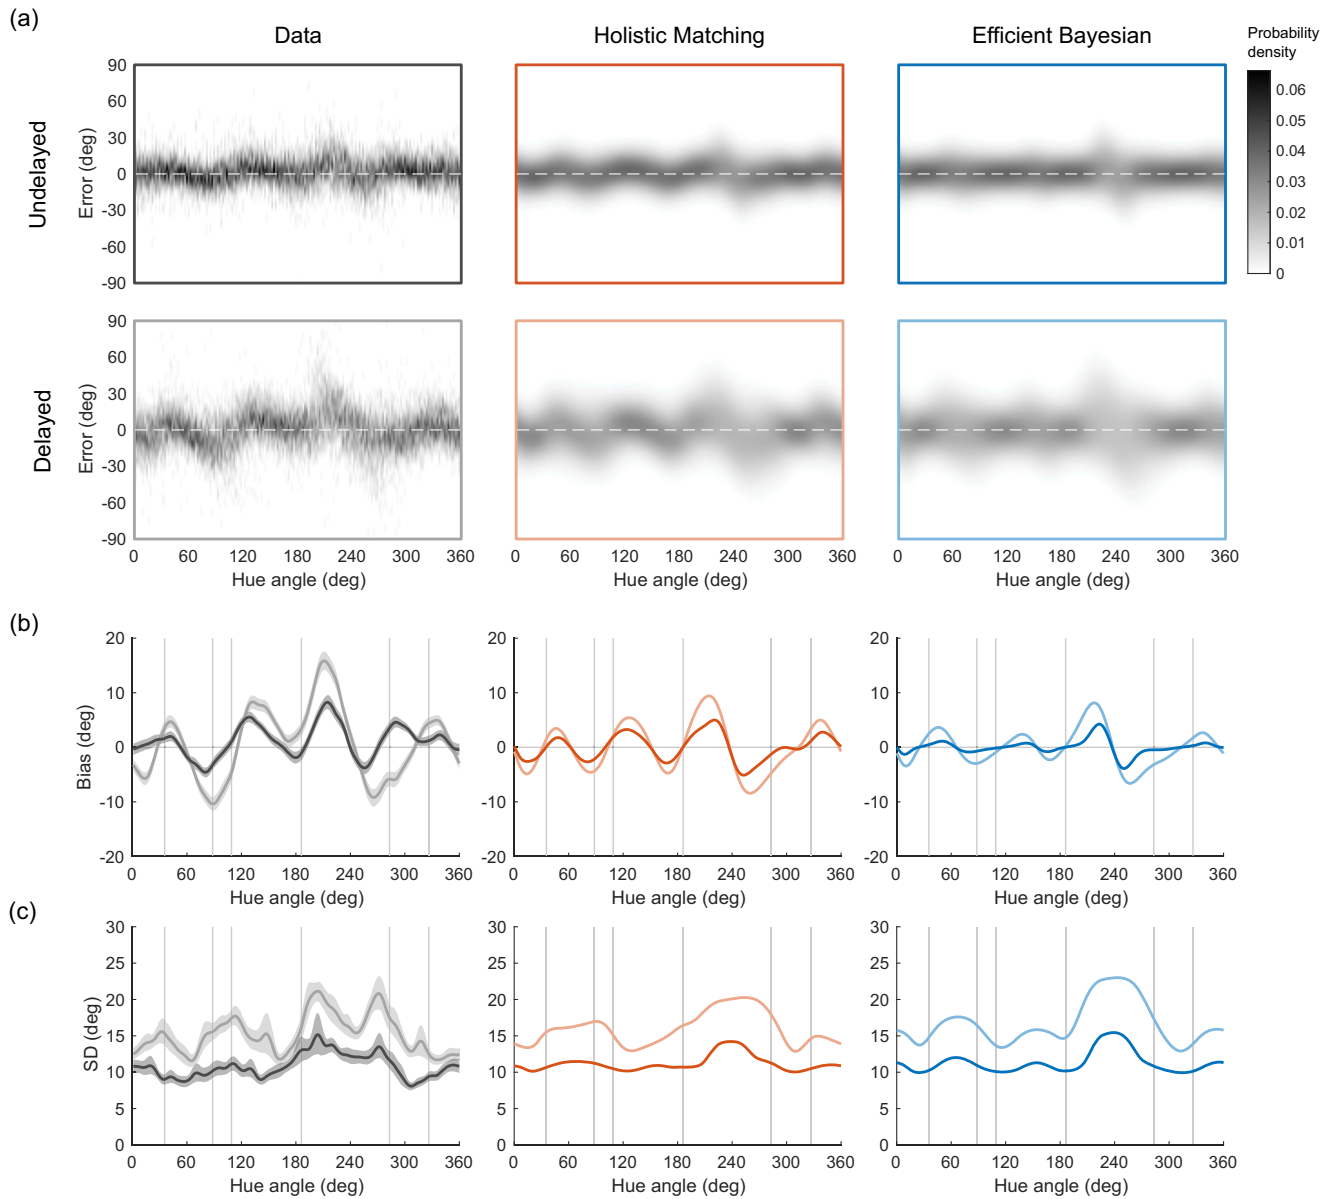 (a)
Data
Holistic Matching
Efficient Bayesian
Probability
density
Undelayed
Error (deg)
90
60
30
0
-30
-60
-90
0.06
0.05
0.04
0.03
0.02
0.01
0
Delayed
Error (deg)
90
60
30
0
-30
-60
-90
0 60 120 180 240 300 360
Hue angle (deg)
0 60 120 180 240 300 360
Hue angle (deg)
0 60 120 180 240 300 360
Hue angle (deg)
(b)
Bias (deg)
20
10
0
-10
-20
0 60 120 180 240 300 360
Hue angle (deg)
20
10
0
-10
-20
0 60 120 180 240 300 360
Hue angle (deg)
20
10
0
-10
-20
0 60 120 180 240 300 360
Hue angle (deg)
(c)
SD (deg)
30
25
20
15
10
5
0
0 60 120 180 240 300 360
Hue angle (deg)
30
25
20
15
10
5
0
0 60 120 180 240 300 360
Hue angle (deg)
30
25
20
15
10
5
0
0 60 120 180 240 300 360
Hue angle (deg)